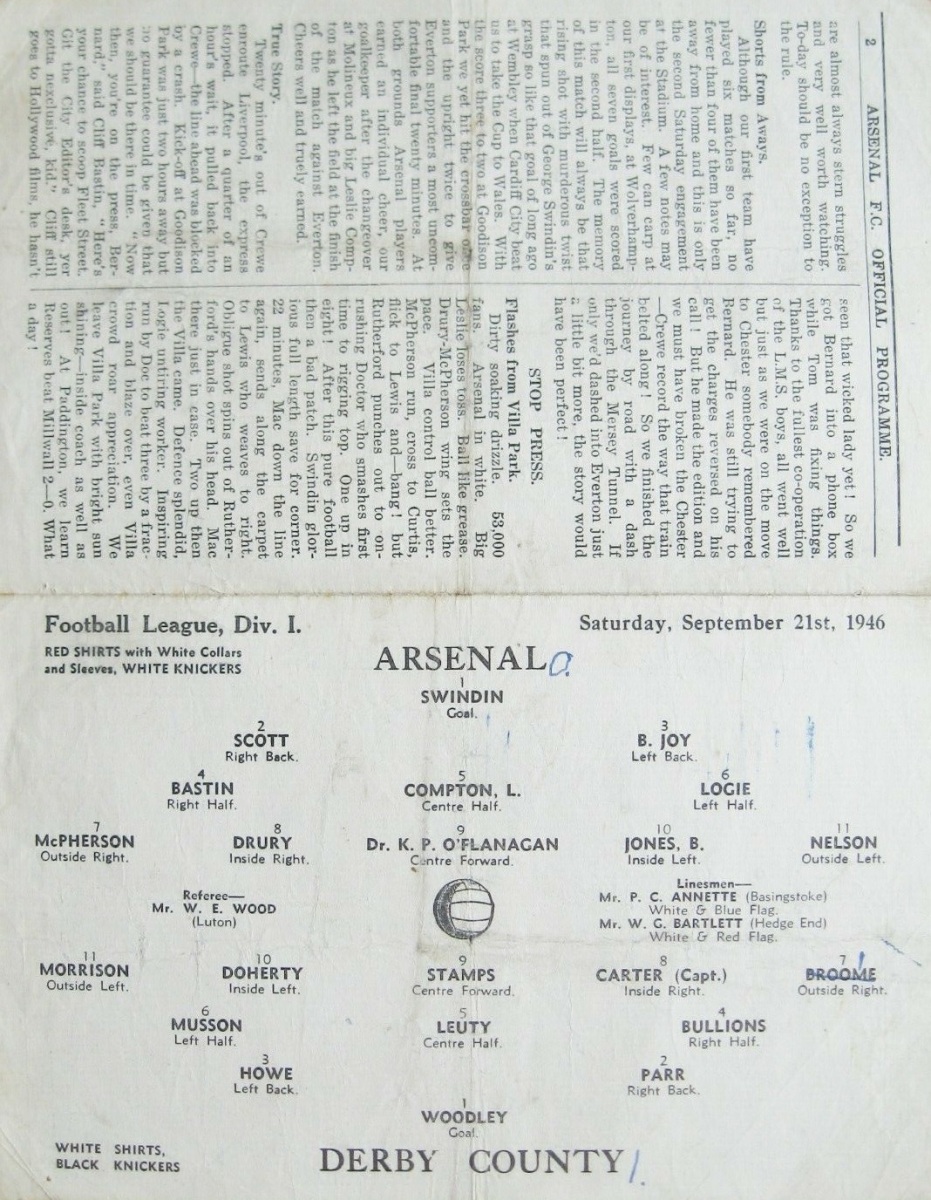 2 ARSENAL F.C. OFFICIAL PROGRAMME.
are almost always stern struggles
and very well worth watching.
To-day should be no exception to
the rule.
Shorts from Aways.
Although our first team have
played six matches so far, no
fewer than four of them have been
away from home and this is only
the second Saturday engagement
at the Stadium. A few notes may
be of interest. Few can carp at
our first displays, at Wolverhamp-
ton, all seven goals were scored
in the second half. The memory
of this match will always be that
rising shot with murderous twist
that spun out of George Swindin's
grasp so like that goal of long ago
at Wembley when Cardiff City beat
us to take the Cup to Wales. With
the score three to two at Goodison
Park we yet hit the crossbar once
and the upright twice to give
Everton supporters a most uncom-
fortable final twenty minutes. At
both grounds Arsenal players
earned an individual cheer, our
goalkeeper after the changeover
at Molineux and big Leslie Comp-
ton as he left the field at the finish
of the match against Everton.
Cheers well and truely earned.
True Story.
Twenty minute's out of Crewe
enroute Liverpool, the express
stopped. After a quarter of an
hour's wait, it pulled back into
Crewe—the line ahead was blocked
by a crash. Kick-off at Goodison
Park was just two hours away but
no guarantee could be given that
we should be there in time. "Now
then, you're on the press, Ber-
nard," said Cliff Bastin, "Here's
your chance to scoop Fleet Street.
Git the City Editor's desk, yer
gotta nexclusive, kid." Cliff still
goes to Hollywood films, he hasn't
seen that wicked lady yet! So we
got Bernard into a phone box
while Tom was fixing things.
Thanks to the fullest co-operation
of the L.M.S. boys, all went well
but just as we were on the move
to Chester somebody remembered
Bernard. He was still trying to
get the charges reversed on his
call! But he made the edition and
we must have broken the Chester
—Crewe record the way that train
belted along! So we finished the
journey by road with a dash
through the Mersey Tunnel. If
only we'd dashed into Everton just
a little bit more, the story would
have been perfect!
STOP PRESS.
Flashes from Villa Park.
Dirty soaking drizzle. 53,000
fans. Arsenal in white. Big
Leslie loses toss. Ball like grease.
Drury-McPherson wing sets the
pace. Villa control ball better.
McPherson run, cross to Curtis,
flick to Lewis and—bang! but
Rutherford punches out to on-
rushing Doctor who smashes first
time to rigging top. One up in
eight! After this pure football
then a bad patch. Swindin glor-
ious full length save for corner.
22 minutes, Mac down the line
again, sends along the carpet
to Lewis who weaves to right.
Oblique shot spins out of Ruther-
ford's hands over his head. Mac
there just in case. Two up then
the Villa came. Defence splendid,
Logie untiring worker. Inspiring
run by Doc to beat three by a frac-
tion and blaze over, even Villa
crowd roar appreciation. We
leave Villa Park with bright sun
shining—inside coach as well as
out! At Paddington, we learn
Reserves beat Millwall 2—0. What
a day!
Football League, Div. I. Saturday, September 21st, 1946
RED SHIRTS with White Collars
and Sleeves, WHITE KNICKERS
ARSENAL 0
1
SWINDIN
Goal.
2 3
SCOTT B. JOY
Right Back. Left Back.
4 5 6
BASTIN COMPTON, L. LOGIE
Right Half. Centre Half. Left Half.
7 8 9 10 11
McPHERSON DRURY Dr. K. P. O'FLANAGAN JONES, B. NELSON
Outside Right. Inside Right. Centre Forward. Inside Left. Outside Left.
Referee—
Mr. W. E. WOOD
(Luton)
Linesmen—
Mr. P. C. ANNETTE (Basingstoke)
White & Blue Flag.
Mr. W. G. BARTLETT (Hedge End)
White & Red Flag.
11 10 9 8 7
MORRISON DOHERTY STAMPS CARTER (Capt.) BROOME
Outside Left. Inside Left. Centre Forward. Inside Right. Outside Right.
6 5 4
MUSSON LEUTY BULLIONS
Left Half. Centre Half. Right Half.
3 2
HOWE PARR
Left Back. Right Back.
1
WOODLEY
Goal.
WHITE SHIRTS,
BLACK KNICKERS
DERBY COUNTY 1.